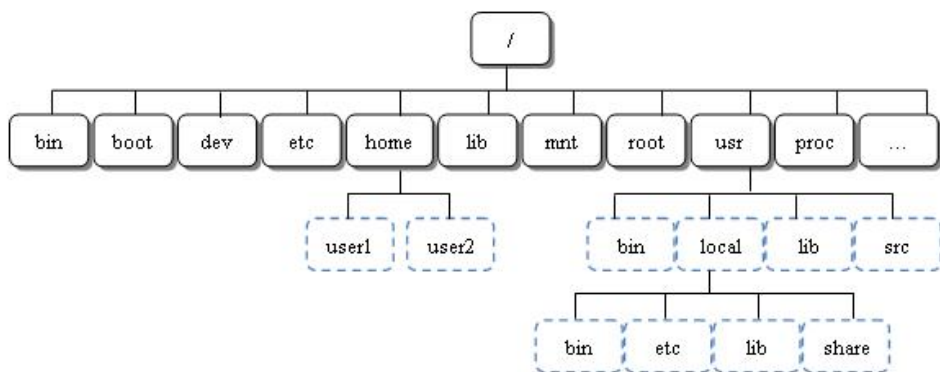 /
bin boot dev etc home lib mnt root usr proc ...
user1 user2 bin local lib src
bin etc lib share